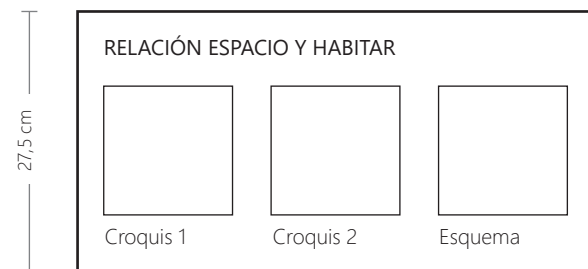 RELACIÓN ESPACIO Y HABITAR
27,5 cm
Croquis 1 Croquis 2 Esquema